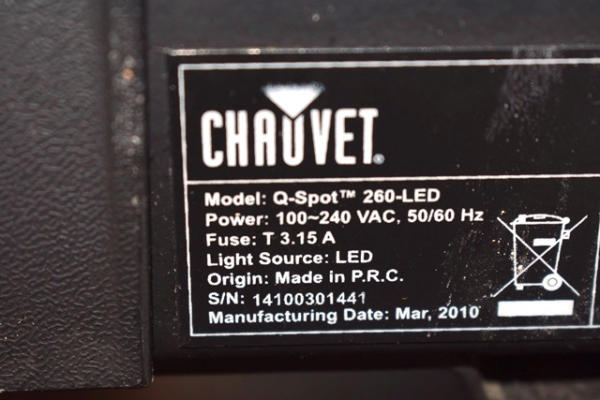 CHAUVET®
Model: Q-Spot™ 260-LED
Power: 100~240 VAC, 50/60 Hz
Fuse: T 3.15 A
Light Source: LED
Origin: Made in P.R.C.
S/N: 14100301441
Manufacturing Date: Mar, 2010